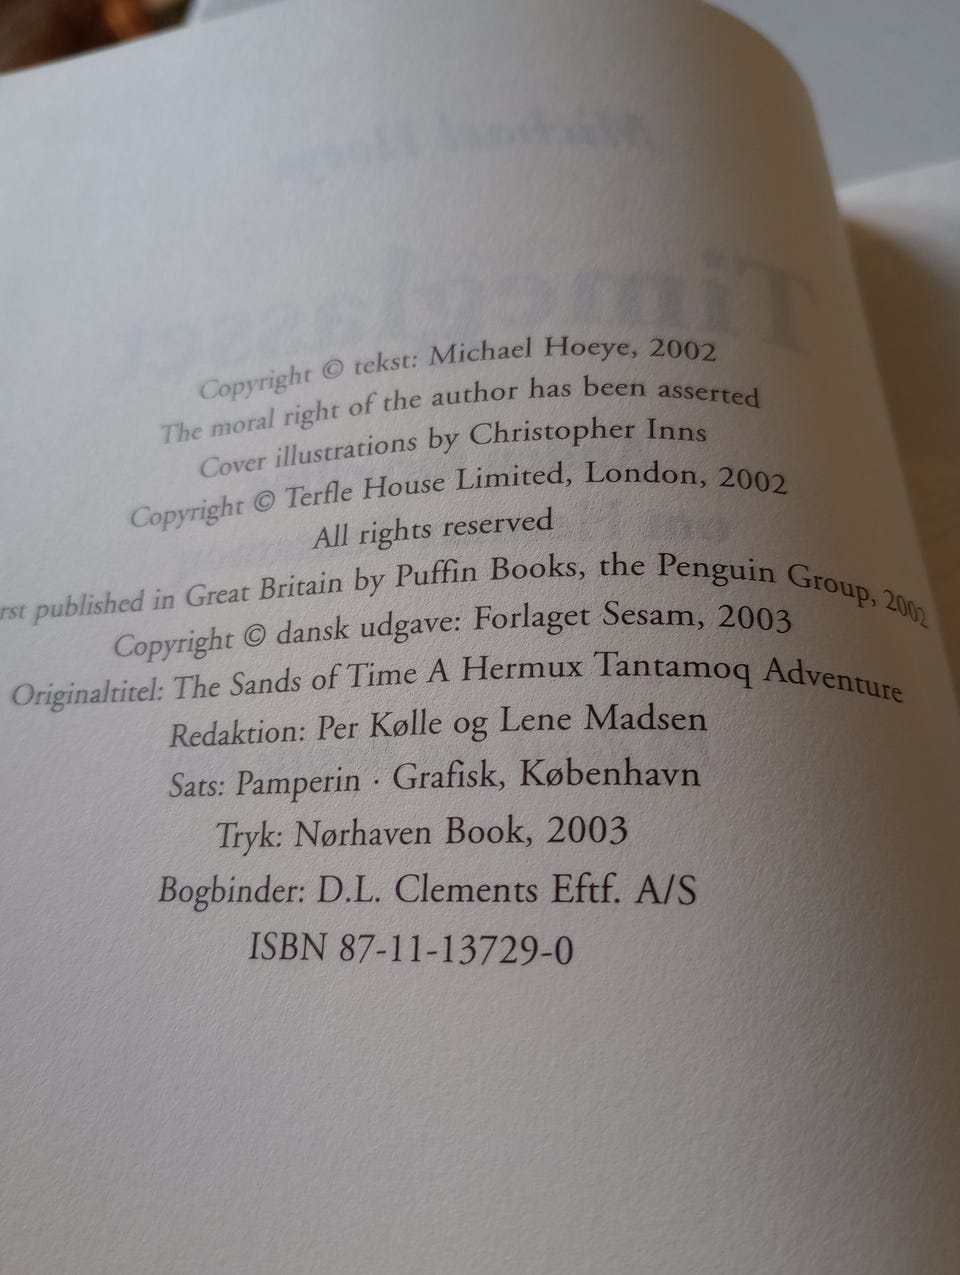 Copyright © tekst: Michael Hoeye, 2002
The moral right of the author has been asserted
Cover illustrations by Christopher Inns
Copyright © Terfle House Limited, London, 2002
All rights reserved
rst published in Great Britain by Puffin Books, the Penguin Group, 2002
Copyright © dansk udgave: Forlaget Sesam, 2003
Originaltitel: The Sands of Time A Hermux Tantamoq Adventure
Redaktion: Per Kølle og Lene Madsen
Sats: Pamperin · Grafisk, København
Tryk: Nørhaven Book, 2003
Bogbinder: D.L. Clements Eftf. A/S
ISBN 87-11-13729-0